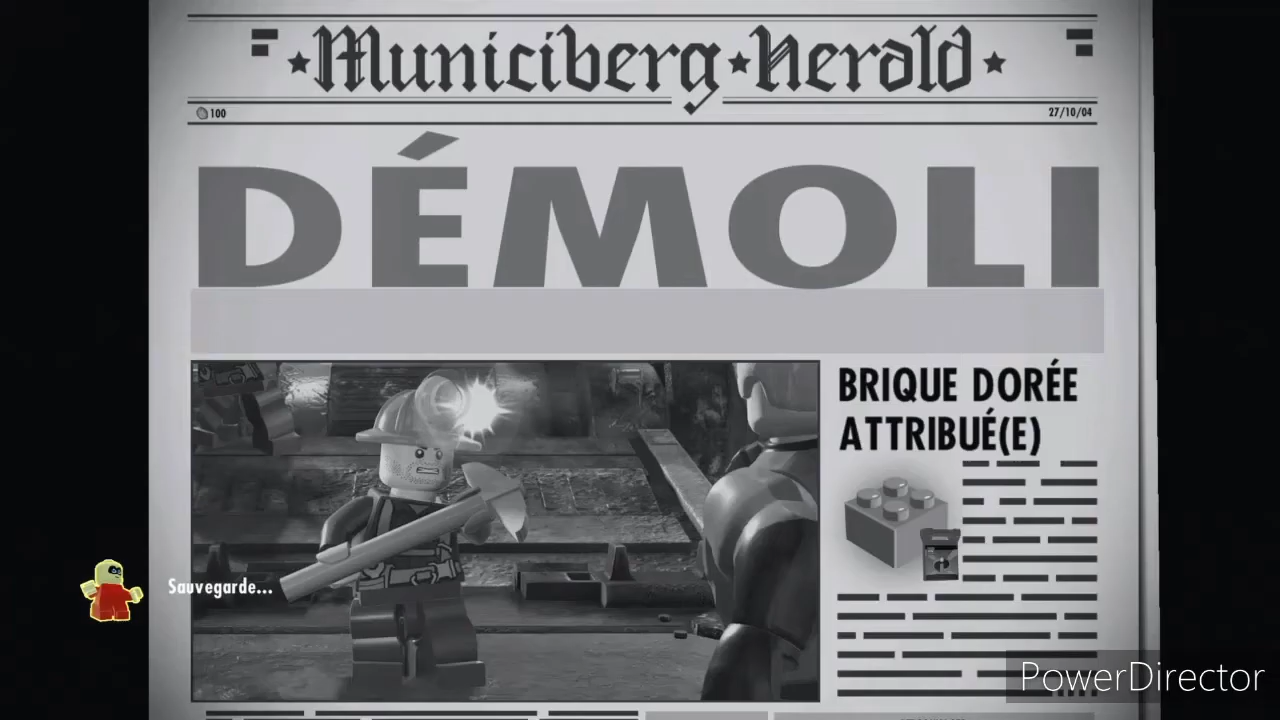 Municiberg Herald
100
27/10/04
DÉMOLI
BRIQUE DORÉE
ATTRIBUÉ(E)
Sauvegarde...
PowerDirector